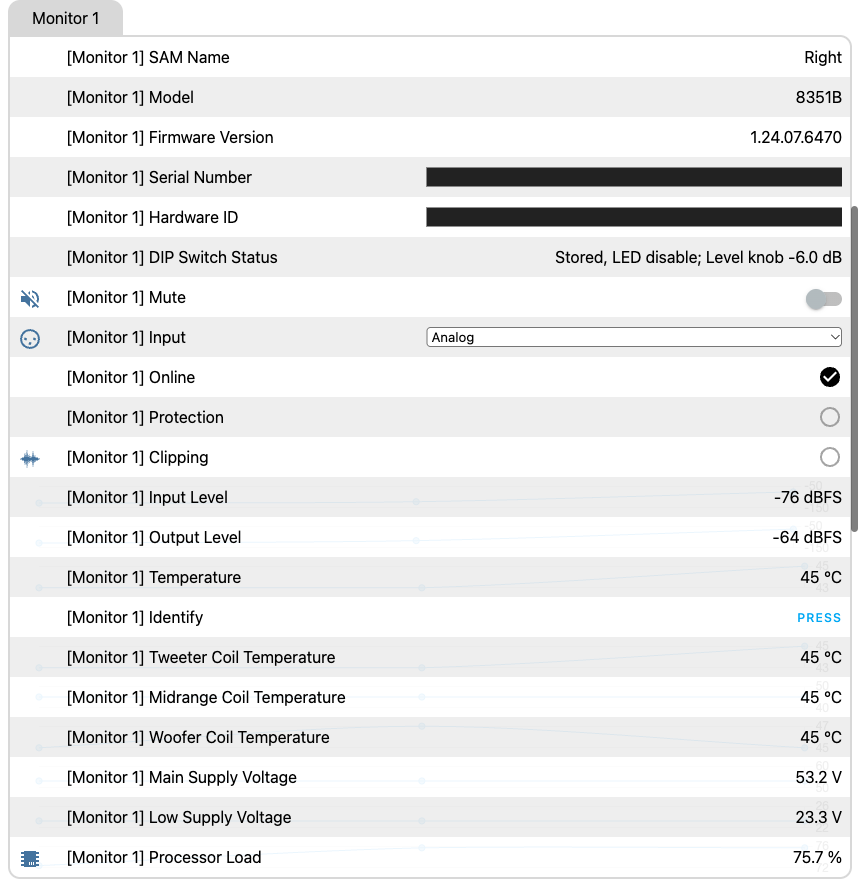 Monitor 1
[Monitor 1] SAM Name Right
[Monitor 1] Model 8351B
[Monitor 1] Firmware Version 1.24.07.6470
[Monitor 1] Serial Number
[Monitor 1] Hardware ID
[Monitor 1] DIP Switch Status Stored, LED disable; Level knob -6.0 dB
[Monitor 1] Mute
[Monitor 1] Input Analog
[Monitor 1] Online
[Monitor 1] Protection
[Monitor 1] Clipping
[Monitor 1] Input Level -76 dBFS
[Monitor 1] Output Level -64 dBFS
[Monitor 1] Temperature 45 °C
[Monitor 1] Identify PRESS
[Monitor 1] Tweeter Coil Temperature 45 °C
[Monitor 1] Midrange Coil Temperature 45 °C
[Monitor 1] Woofer Coil Temperature 45 °C
[Monitor 1] Main Supply Voltage 53.2 V
[Monitor 1] Low Supply Voltage 23.3 V
[Monitor 1] Processor Load 75.7 %